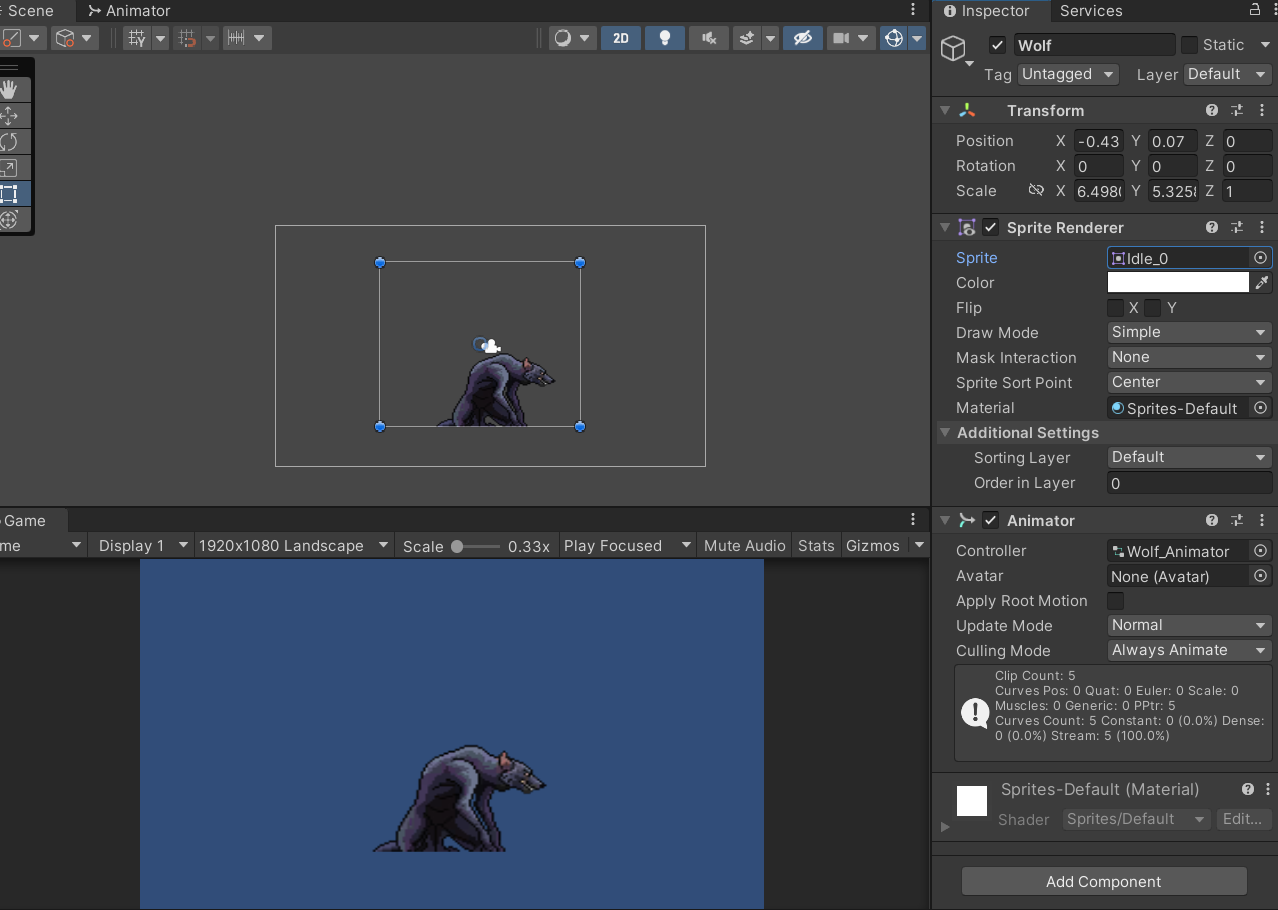 Scene Animator
2D
Game
me Display 1 1920x1080 Landscape Scale 0.33x Play Focused Mute Audio Stats Gizmos
Inspector Services
Wolf Static
Tag Untagged Layer Default
Transform
Position X -0.43 Y 0.07 Z 0
Rotation X 0 Y 0 Z 0
Scale X 6.4980 Y 5.3258 Z 1
Sprite Renderer
Sprite Idle_0
Color
Flip X Y
Draw Mode Simple
Mask Interaction None
Sprite Sort Point Center
Material Sprites-Default
Additional Settings
Sorting Layer Default
Order in Layer 0
Animator
Controller Wolf_Animator
Avatar None (Avatar)
Apply Root Motion
Update Mode Normal
Culling Mode Always Animate
Clip Count: 5
Curves Pos: 0 Quat: 0 Euler: 0 Scale: 0
Muscles: 0 Generic: 0 PPtr: 5
Curves Count: 5 Constant: 0 (0.0%) Dense:
0 (0.0%) Stream: 5 (100.0%)
Sprites-Default (Material)
Shader Sprites/Default Edit...
Add Component